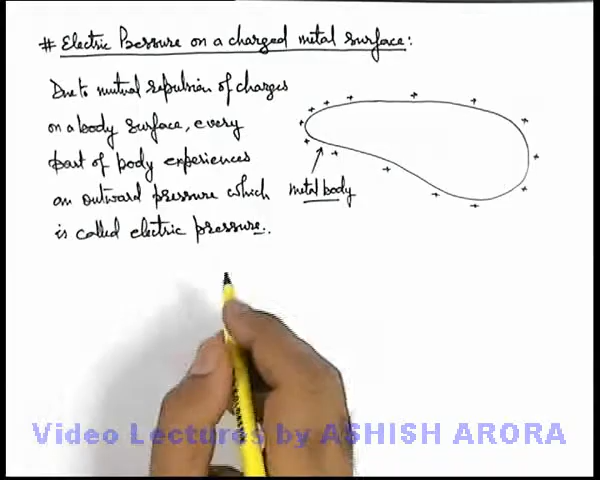 # Electric Pressure on a charged metal surface:
Due to mutual repulsion of charges
on a body surface, every
part of body experiences
an outward pressure which
is called electric pressure.
metal body
Video Lectures by ASHISH ARORA